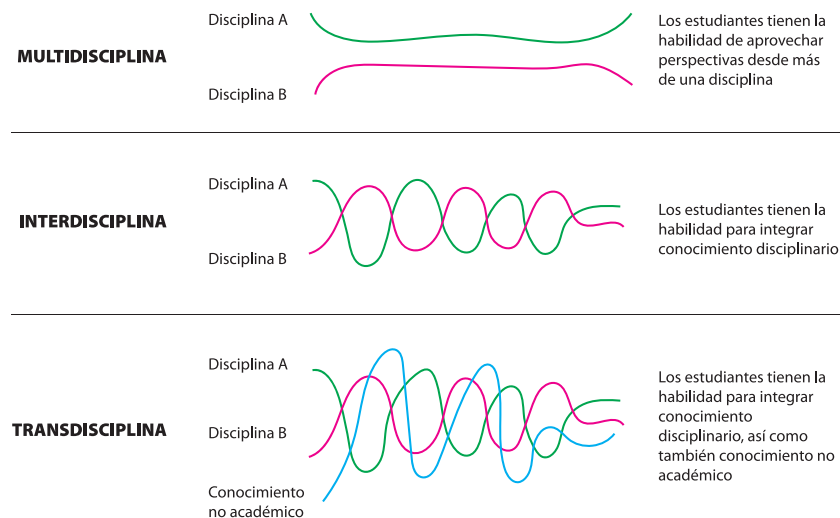 MULTIDISCIPLINA
Disciplina A
Disciplina B
Los estudiantes tienen la
habilidad de aprovechar
perspectivas desde más
de una disciplina
INTERDISCIPLINA
Disciplina A
Disciplina B
Los estudiantes tienen la
habilidad para integrar
conocimiento disciplinario
TRANSDISCIPLINA
Disciplina A
Disciplina B
Conocimiento
no académico
Los estudiantes tienen la
habilidad para integrar
conocimiento
disciplinario, así como
también conocimiento no
académico